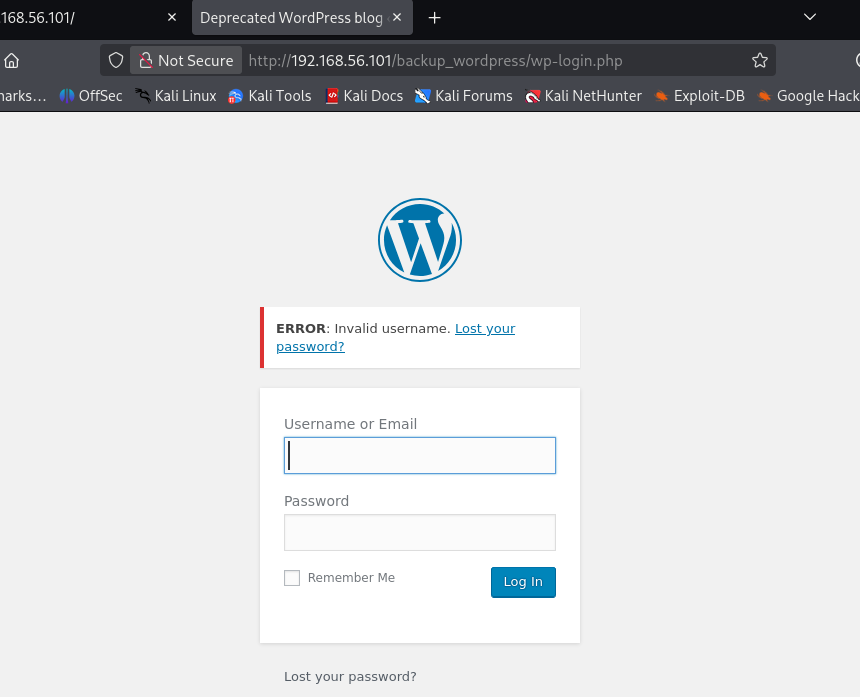 168.56.101/
Deprecated WordPress blog
Not Secure http://192.168.56.101/backup_wordpress/wp-login.php
OffSec Kali Linux Kali Tools Kali Docs Kali Forums Kali NetHunter Exploit-DB Google Hack
ERROR: Invalid username. Lost your
password?
Username or Email
Password
Remember Me
Log In
Lost your password?